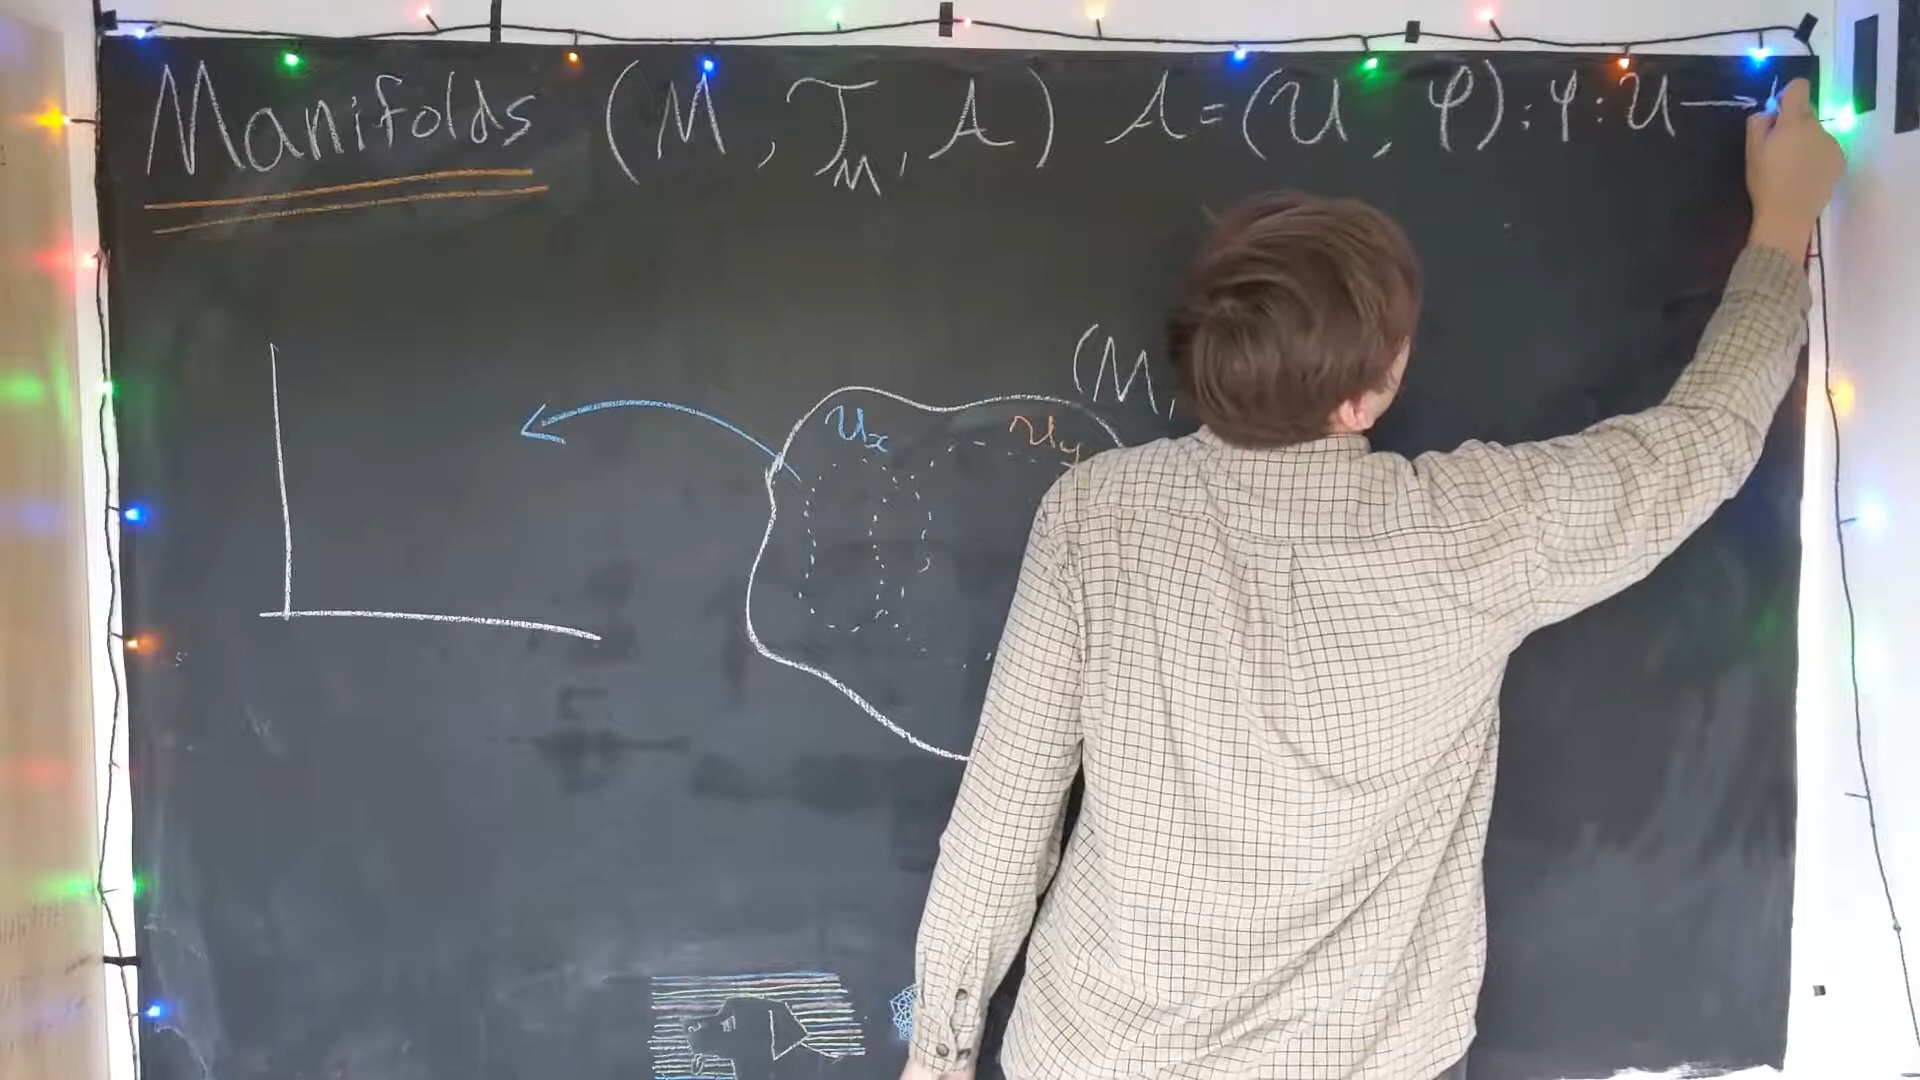 Manifolds (M, 𝒯_M, 𝒜) 𝒜 = (𝒰, φ) : φ : 𝒰 →
(M,
𝒰_x 𝒰_y